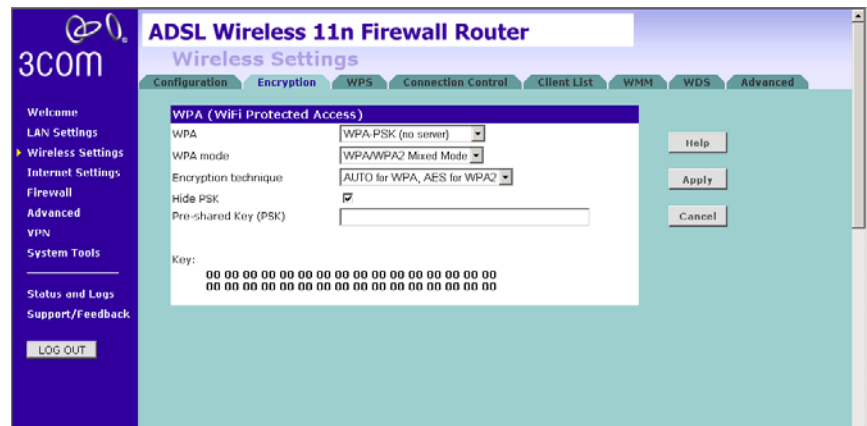 3COM
ADSL Wireless 11n Firewall Router
Wireless Settings
Configuration Encryption WPS Connection Control Client List WMM WDS Advanced
Welcome
LAN Settings
Wireless Settings
Internet Settings
Firewall
Advanced
VPN
System Tools
Status and Logs
Support/Feedback
LOG OUT
WPA (WiFi Protected Access)
WPA WPA-PSK (no server)
WPA mode WPA/WPA2 Mixed Mode
Encryption technique AUTO for WPA, AES for WPA2
Hide PSK
Pre-shared Key (PSK)
Key:
00 00 00 00 00 00 00 00 00 00 00 00 00 00 00 00
00 00 00 00 00 00 00 00 00 00 00 00 00 00 00 00
Help
Apply
Cancel